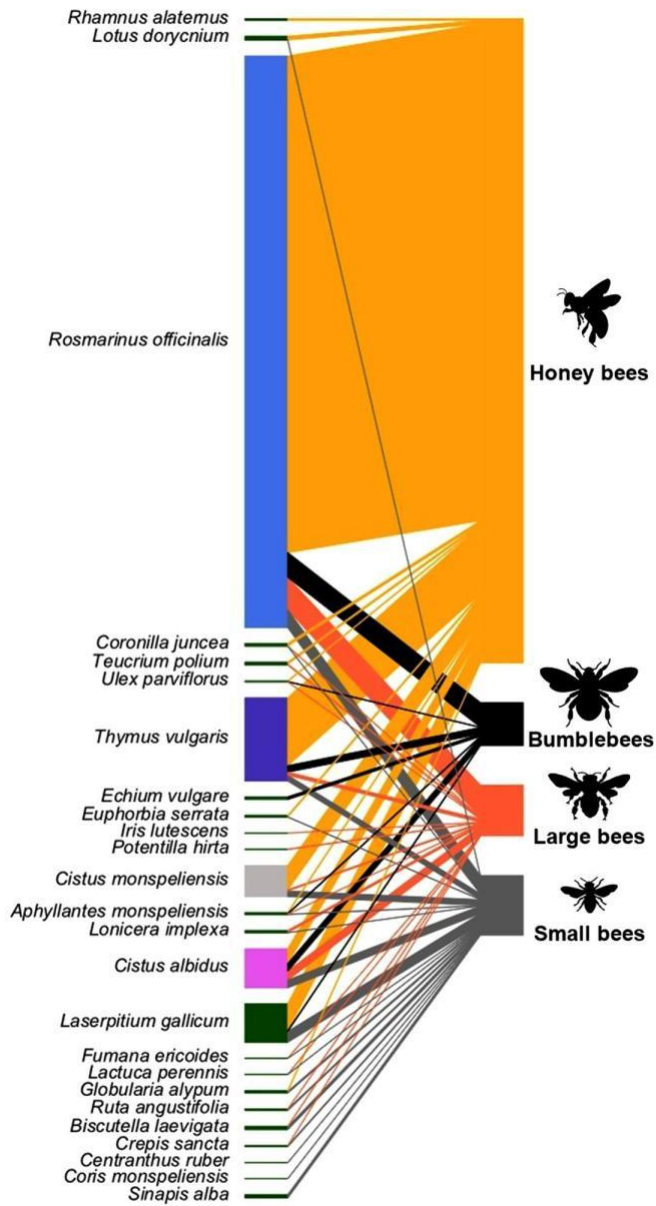 Rhamnus alaternus
Lotus dorycnium
Rosmarinus officinalis
Honey bees
Coronilla juncea
Teucrium polium
Ulex parviflorus
Thymus vulgaris
Bumblebees
Echium vulgare
Euphorbia serrata
Iris lutescens
Large bees
Potentilla hirta
Cistus monspeliensis
Aphyllantes monspeliensis
Lonicera implexa
Small bees
Cistus albidus
Laserpitium gallicum
Fumana ericoides
Lactuca perennis
Globularia alypum
Ruta angustifolia
Biscutella laevigata
Crepis sancta
Centranthus ruber
Coris monspeliensis
Sinapis alba